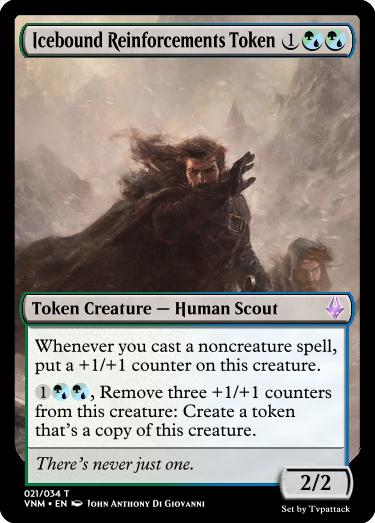 Icebound Reinforcements Token 1
Token Creature — Human Scout
Whenever you cast a noncreature spell,
put a +1/+1 counter on this creature.
1, Remove three +1/+1 counters
from this creature: Create a token
that's a copy of this creature.
There's never just one.
2/2
021/034 T
VNM • EN John Anthony Di Giovanni
Set by Tvpattack